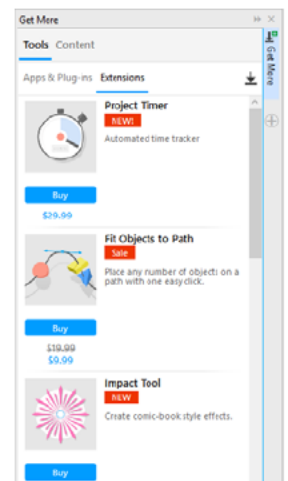 Get More
Tools Content
Apps & Plug-ins Extensions
Project Timer
NEW!
Automated time tracker
Buy
$29.99
Fit Objects to Path
Sale
Place any number of objects on a
path with one easy click.
Buy
$19.99
$9.99
Impact Tool
NEW
Create comic-book style effects.
Buy
Get More